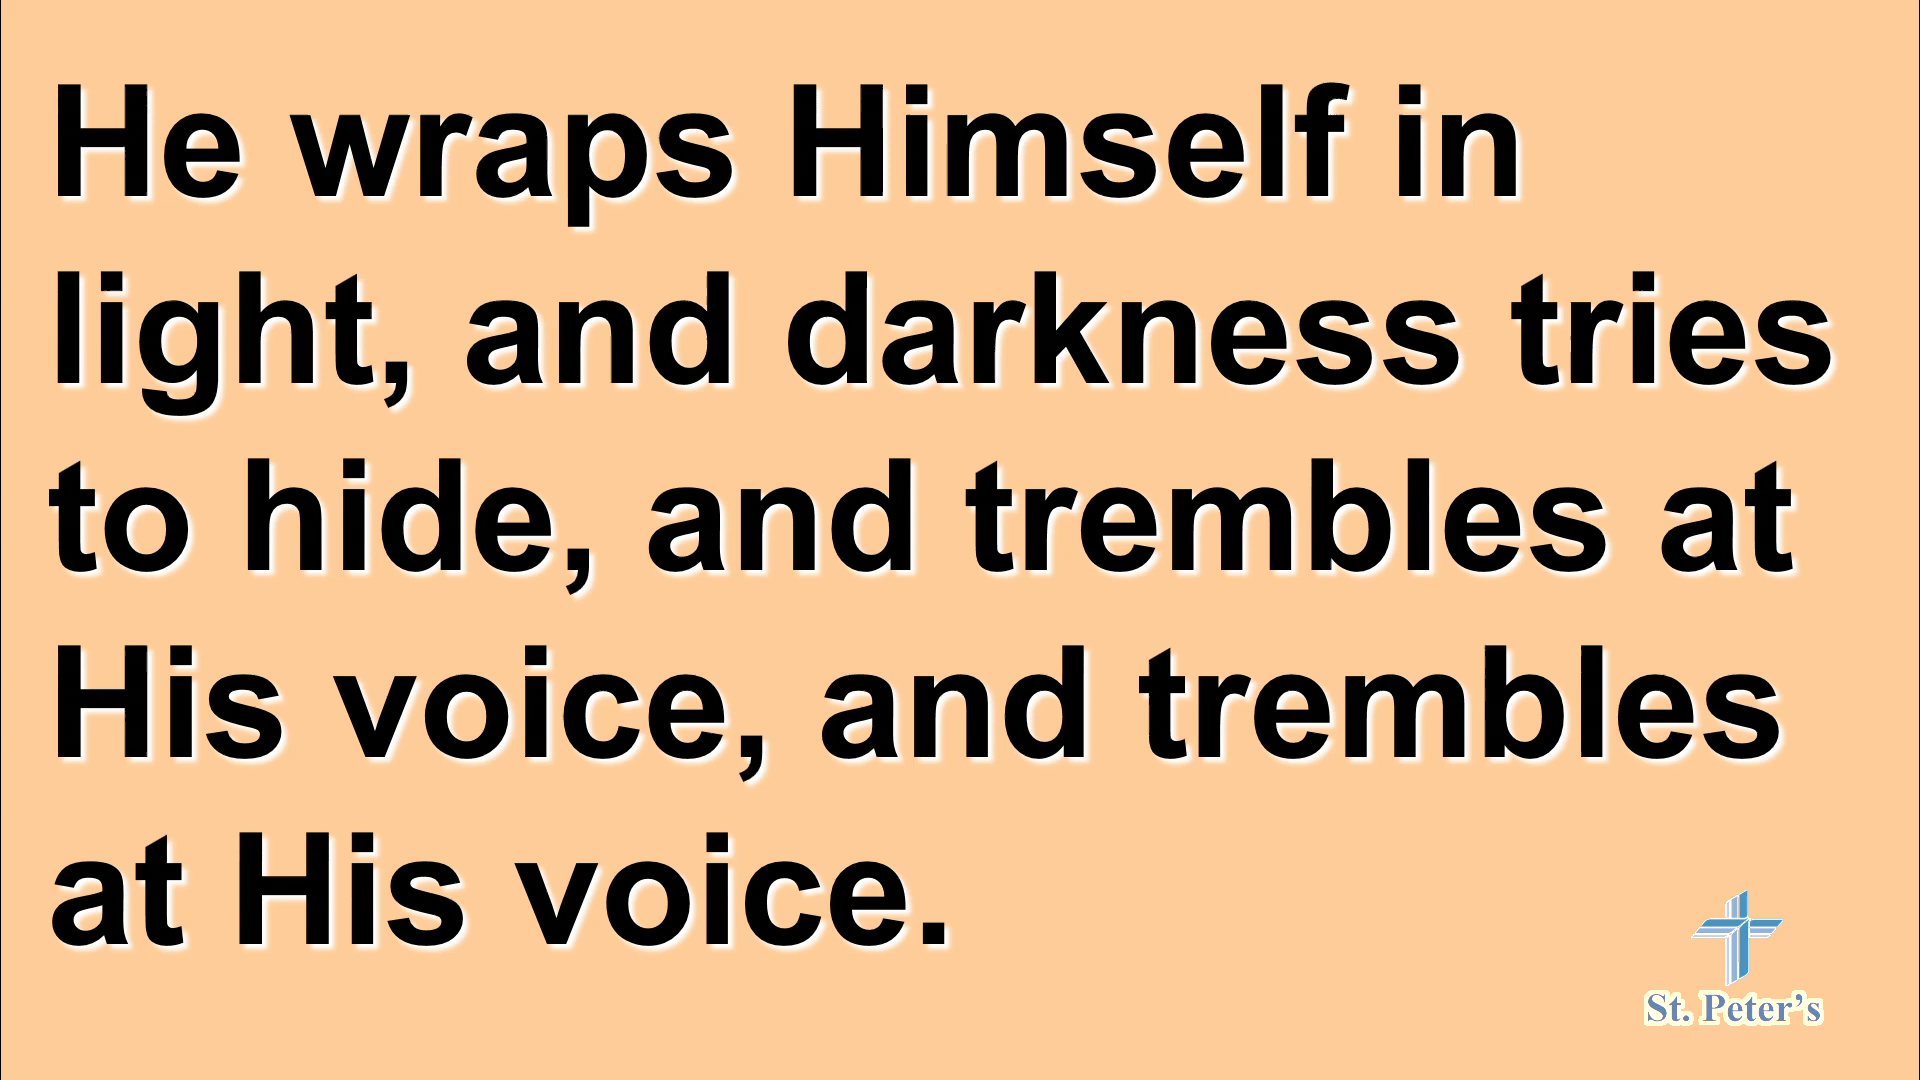 He wraps Himself in
light, and darkness tries
to hide, and trembles at
His voice, and trembles
at His voice.
St. Peter’s